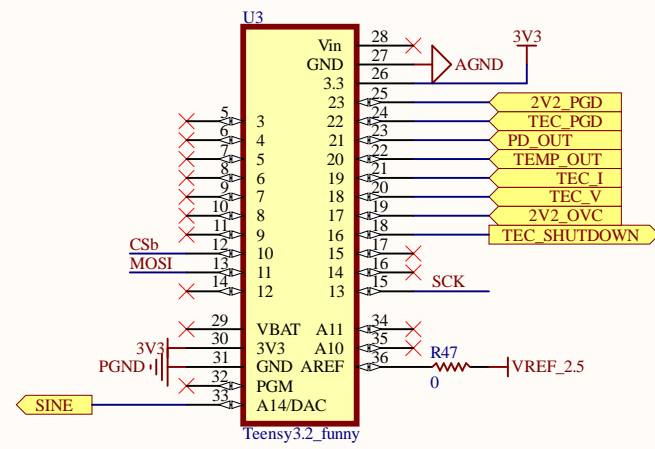 U3
Vin 28
GND 27 AGND
3.3 26 3V3
23 25 2V2_PGD
5 3 22 24 TEC_PGD
6 4 21 23 PD_OUT
7 5 20 22 TEMP_OUT
8 6 19 21 TEC_I
9 7 18 20 TEC_V
10 8 17 19 2V2_OVC
11 9 16 18 TEC_SHUTDOWN
CSb 12 10 15 17
MOSI 13 11 14 16
14 12 13 15 SCK
29 VBAT A11 34
3V3 30 3V3 A10 35
PGND 31 GND AREF 36 R47 0 VREF_2.5
32 PGM
SINE 33 A14/DAC
Teensy3.2_funny